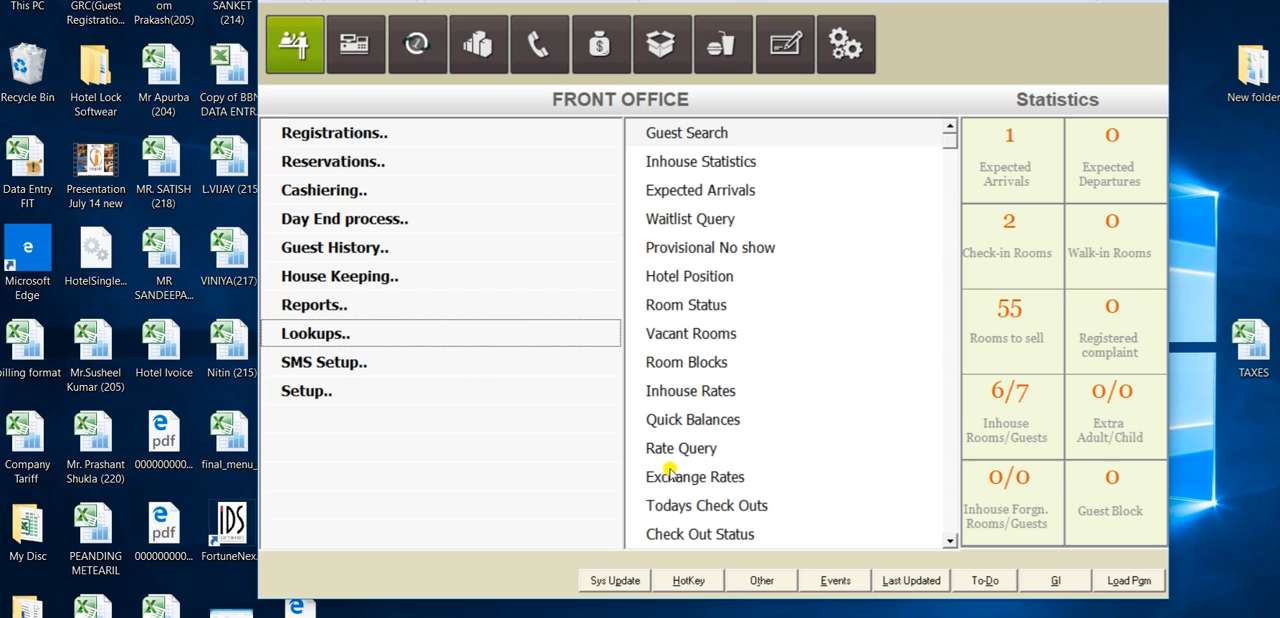 This PC
GRC(Guest
Registratio...
om
Prakash(205)
SANKET
(214)
Recycle Bin
Hotel Lock
Softwear
Mr Apurba
(204)
Copy of BBN
DATA ENTR
Data Entry
FIT
Presentation
July 14 new
MR. SATISH
(218)
L.VIJAY (215
Microsoft
Edge
HotelSingle...
MR
SANDEEPA...
VINIYA(217)
billing format
Mr.Susheel
Kumar (205)
Hotel Ivoice
Nitin (215)
Company
Tariff
Mr. Prashant
Shukla (220)
pdf
000000000...
final_menu_
My Disc
PEANDING
METEARIL
pdf
000000000...
IDS
SOFTWARES
FortuneNex
FRONT OFFICE
Registrations..
Reservations..
Cashiering..
Day End process..
Guest History..
House Keeping..
Reports..
Lookups..
SMS Setup..
Setup..
Guest Search
Inhouse Statistics
Expected Arrivals
Waitlist Query
Provisional No show
Hotel Position
Room Status
Vacant Rooms
Room Blocks
Inhouse Rates
Quick Balances
Rate Query
Exchange Rates
Todays Check Outs
Check Out Status
Statistics
1
Expected
Arrivals
0
Expected
Departures
2
Check-in Rooms
0
Walk-in Rooms
55
Rooms to sell
0
Registered
complaint
6/7
Inhouse
Rooms/Guests
0/0
Extra
Adult/Child
0/0
Inhouse Forgn.
Rooms/Guests
0
Guest Block
Sys Update
HotKey
Other
Events
Last Updated
To-Do
GI
Load Pgm
New folder
TAXES